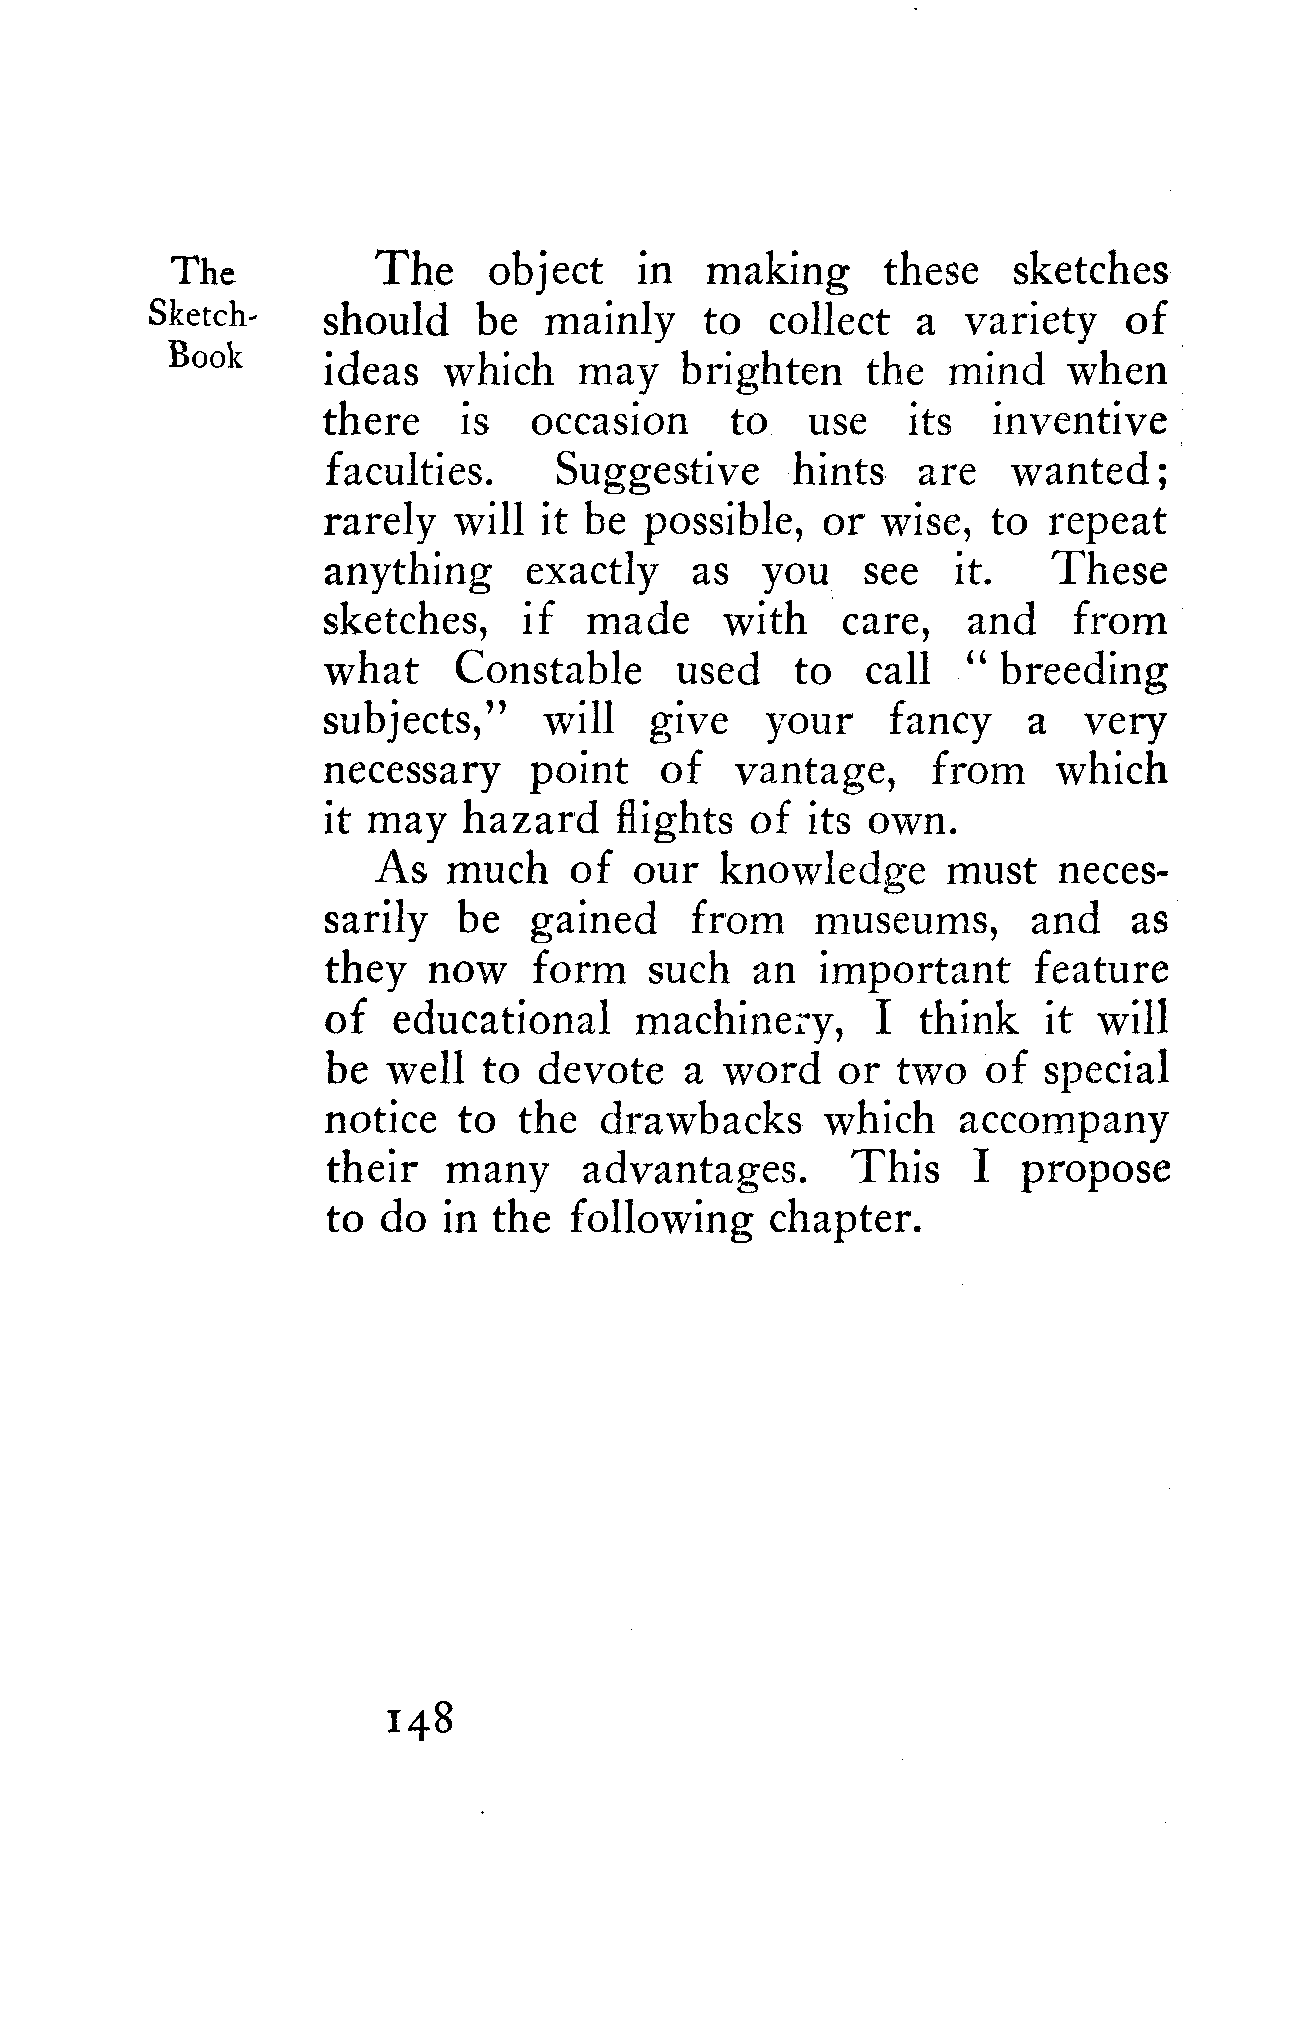 The
Sketch-
Book
The object in making these sketches
should be mainly to collect a variety of
ideas which may brighten the mind when
there is occasion to use its inventive
faculties. Suggestive hints are wanted;
rarely will it be possible, or wise, to repeat
anything exactly as you see it. These
sketches, if made with care, and from
what Constable used to call “ breeding
subjects,” will give your fancy a very
necessary point of vantage, from which
it may hazard flights of its own.
As much of our knowledge must neces-
sarily be gained from museums, and as
they now form such an important feature
of educational machinery, I think it will
be well to devote a word or two of special
notice to the drawbacks which accompany
their many advantages. This I propose
to do in the following chapter.
148